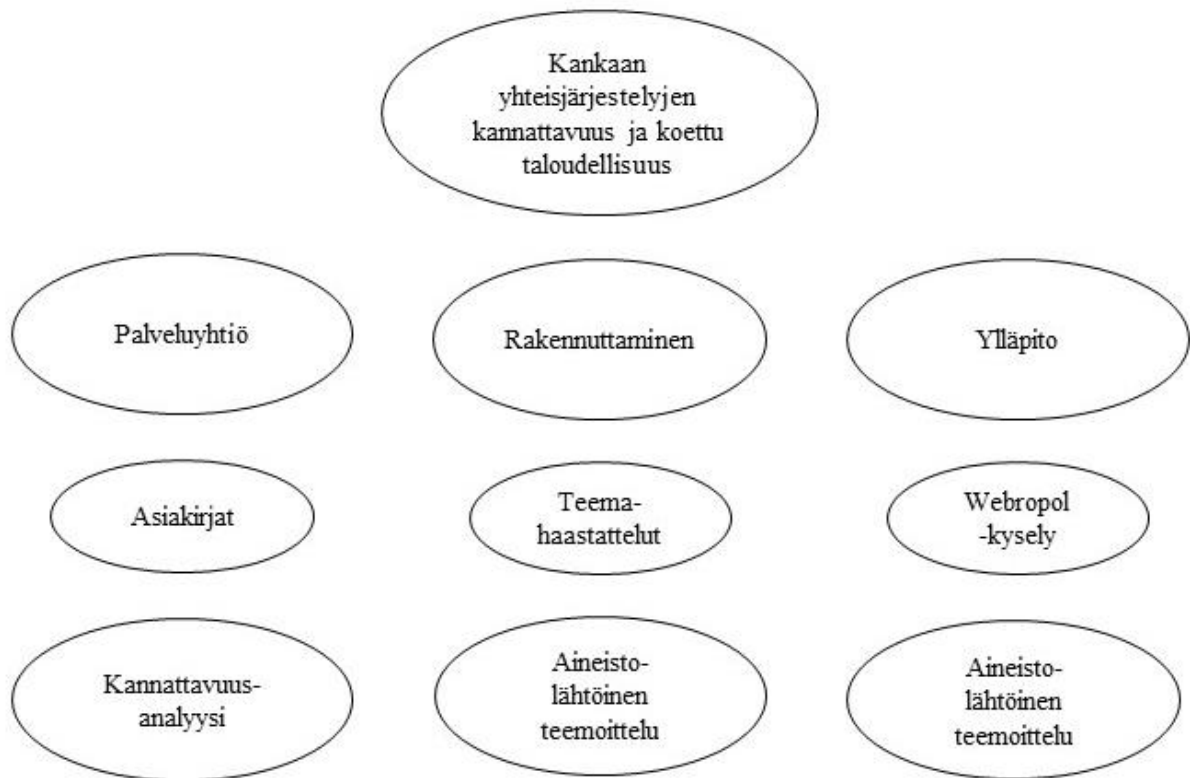 Kankaan
yhteisjärjestelyjen
kannattavuus ja koettu
taloudellisuus
Palveluyhtiö
Rakennuttaminen
Ylläpito
Asiakirjat
Teema-
haastattelut
Webropol
-kysely
Kannattavuus-
analyysi
Aineisto-
lähtöinen
teemoittelu
Aineisto-
lähtöinen
teemoittelu